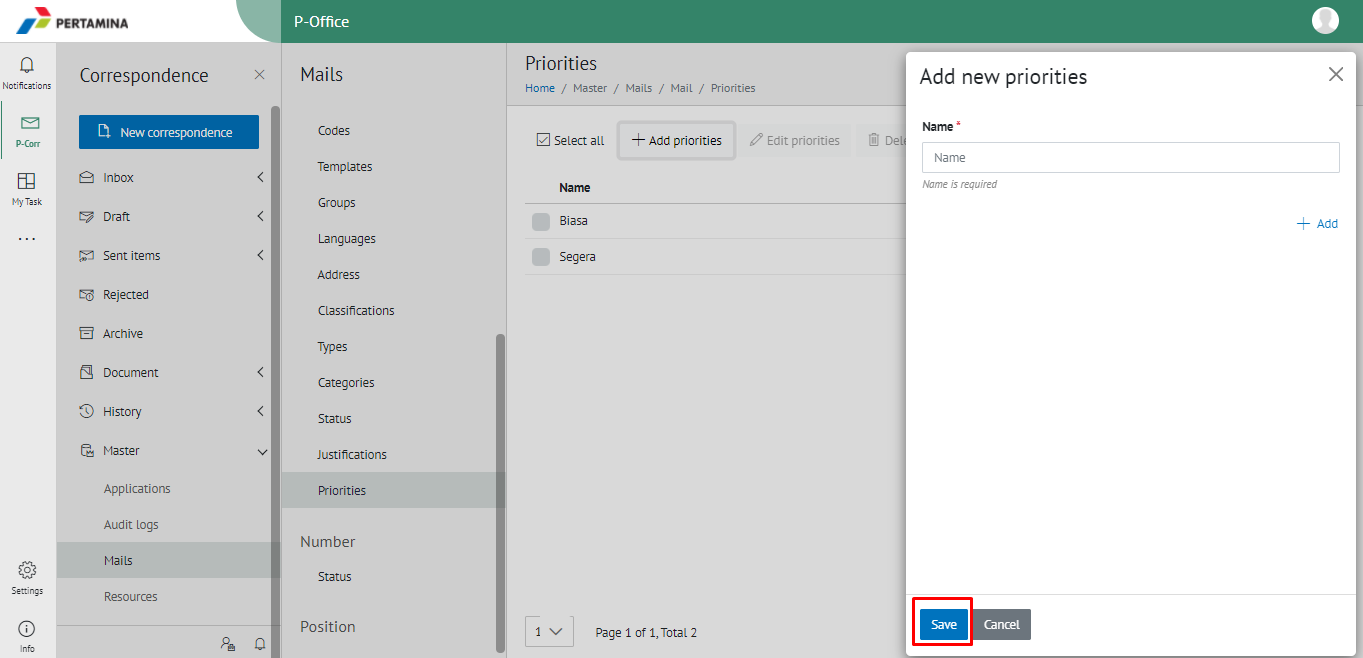 PERTAMINA
P-Office
Notifications
P-Corr
My Task
Settings
Info
Correspondence
New correspondence
Inbox
Draft
Sent items
Rejected
Archive
Document
History
Master
Applications
Audit logs
Mails
Resources
Mails
Codes
Templates
Groups
Languages
Address
Classifications
Types
Categories
Status
Justifications
Priorities
Number
Status
Position
Priorities
Home / Master / Mails / Mail / Priorities
Select all + Add priorities Edit priorities Dele
Name
Biasa
Segera
1 Page 1 of 1, Total 2
Add new priorities
Name *
Name
Name is required
+ Add
Save Cancel